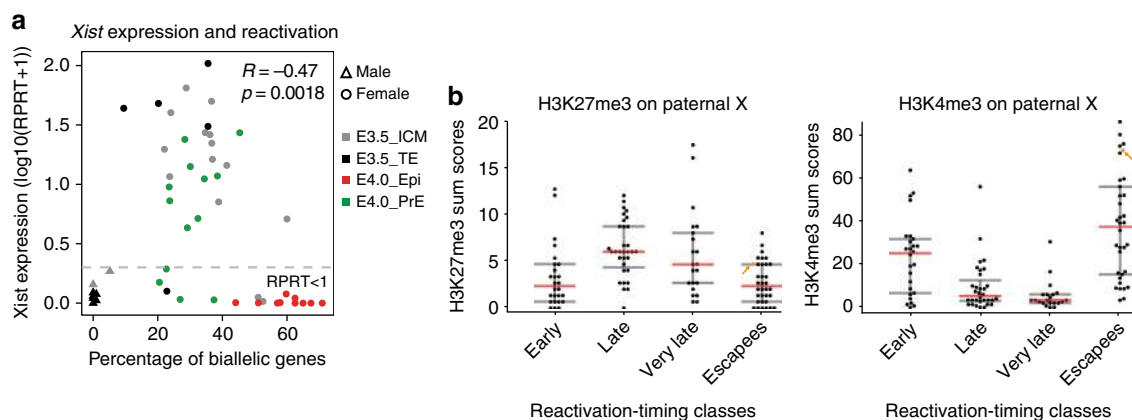 a
Xist expression and reactivation
Xist expression (log10(RPRT+1))
2.0
1.5
1.0
0.5
0.0
R = −0.47
p = 0.0018
RPRT<1
0 20 40 60
Percentage of biallelic genes
Male
Female
E3.5_ICM
E3.5_TE
E4.0_Epi
E4.0_PrE
b
H3K27me3 on paternal X
H3K27me3 sum scores
20
15
10
5
0
Early Late Very late Escapees
Reactivation-timing classes
H3K4me3 on paternal X
H3K4me3 sum scores
80
60
40
20
0
Early Late Very late Escapees
Reactivation-timing classes